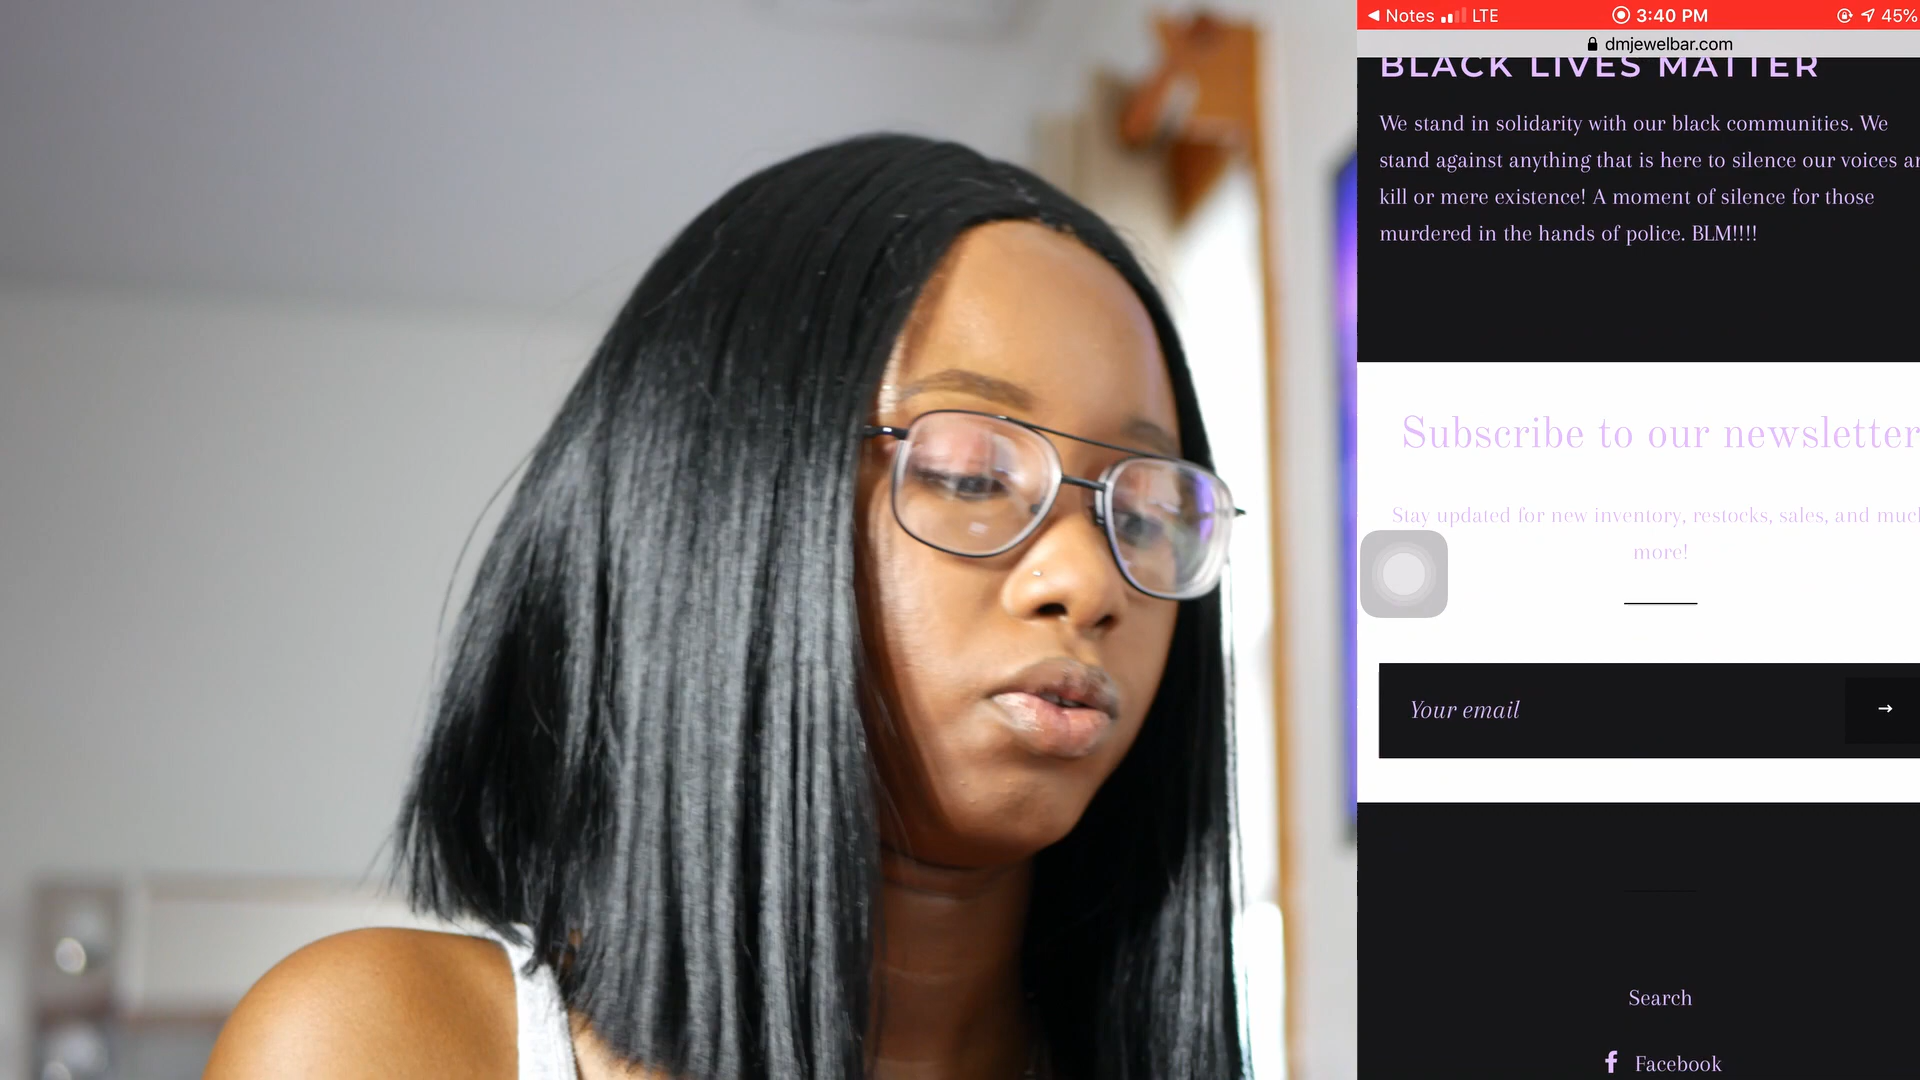 Notes LTE 3:40 PM 45%
dmjewelbar.com
BLACK LIVES MATTER
We stand in solidarity with our black communities. We
stand against anything that is here to silence our voices
kill or mere existence! A moment of silence for those
murdered in the hands of police. BLM!!!!
Subscribe to our newsletter
Stay updated for new inventory, restocks, sales, and
more!
Your email
Search
Facebook